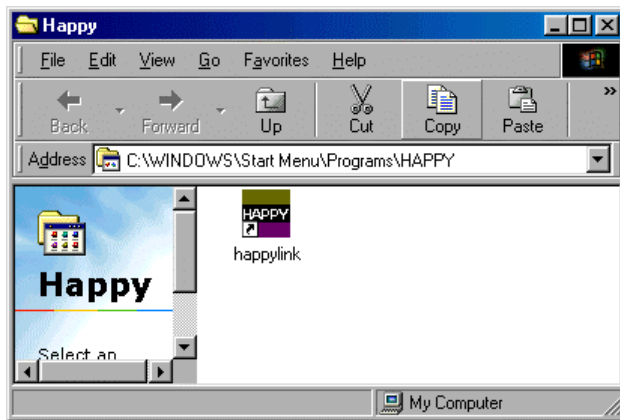 Happy
File Edit View Go Favorites Help
Back Forward Up Cut Copy Paste »
Address C:\WINDOWS\Start Menu\Programs\HAPPY
HAPPY
happylink
Happy
Select an
My Computer